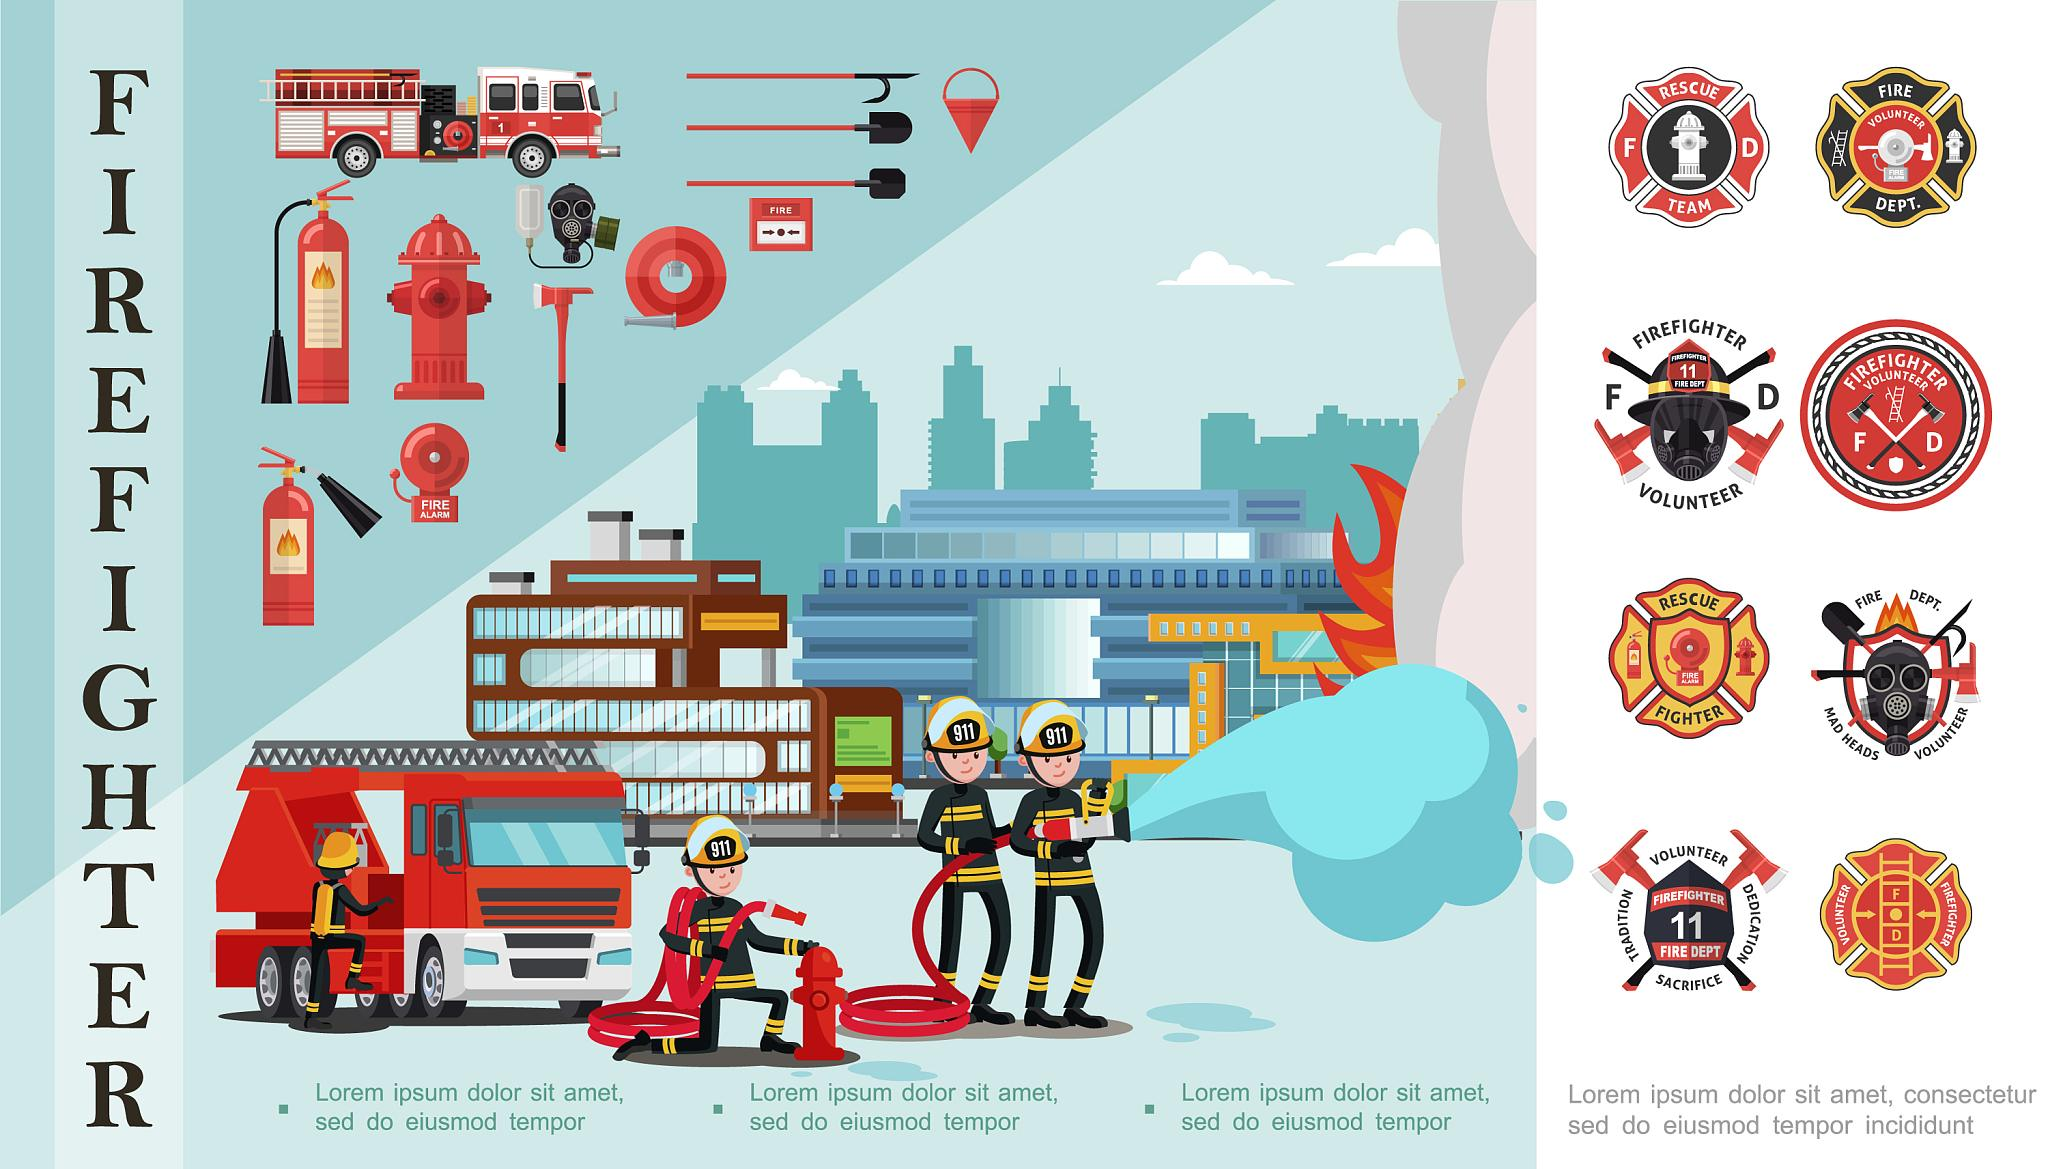 FIREFIGHTER
1
FIRE
FIRE
ALARM
911
911
911
Lorem ipsum dolor sit amet,
sed do eiusmod tempor
Lorem ipsum dolor sit amet,
sed do eiusmod tempor
Lorem ipsum dolor sit amet,
sed do eiusmod tempor
RESCUE
F D
TEAM
FIRE
VOLUNTEER
FIRE
ALARM
DEPT.
FIREFIGHTER
FIREFIGHTER
11
FIRE DEPT
F D
VOLUNTEER
FIREFIGHTER
VOLUNTEER
F D
RESCUE
FIRE
ALARM
FIGHTER
FIRE DEPT.
MAD HEADS VOLUNTEER
VOLUNTEER
TRADITION
DEDICATION
FIREFIGHTER
11
FIRE DEPT
SACRIFICE
VOLUNTEER
FIREFIGHTER
F
D
Lorem ipsum dolor sit amet, consectetur
sed do eiusmod tempor incididunt